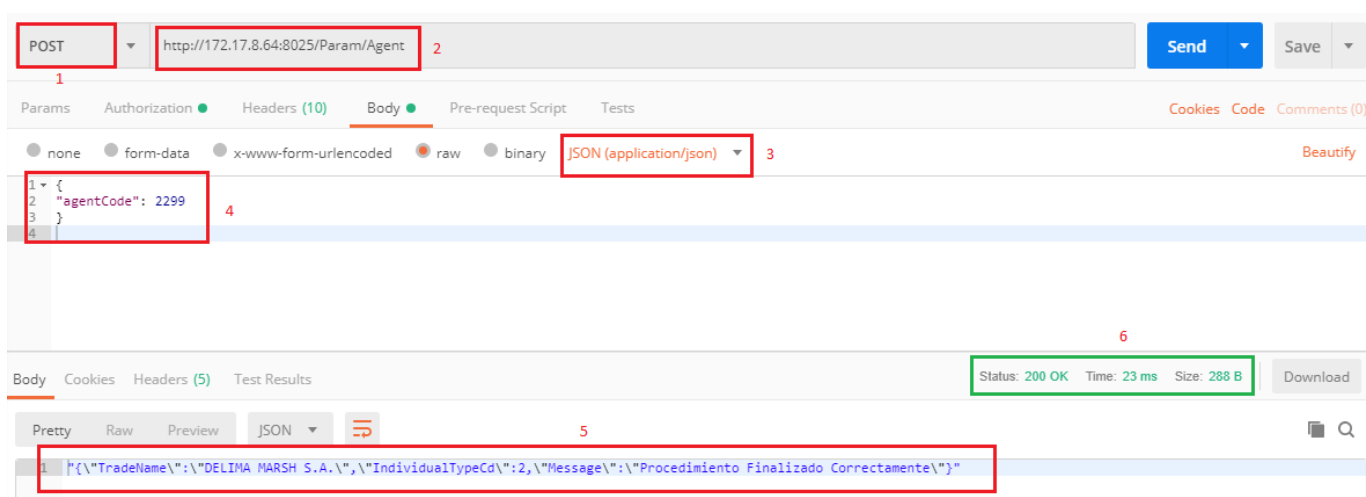 POST http://172.17.8.64:8025/Param/Agent 2 Send Save
1
Params Authorization Headers (10) Body Pre-request Script Tests Cookies Code Comments (0)
none form-data x-www-form-urlencoded raw binary JSON (application/json) 3 Beautify
1 {
2 "agentCode": 2299 4
3 }
4
6
Body Cookies Headers (5) Test Results Status: 200 OK Time: 23 ms Size: 288 B Download
Pretty Raw Preview JSON 5
1 "{\"TradeName\":\"DELIMA MARSH S.A.\",\"IndividualTypeCd\":2,\"Message\":\"Procedimiento Finalizado Correctamente\"}"